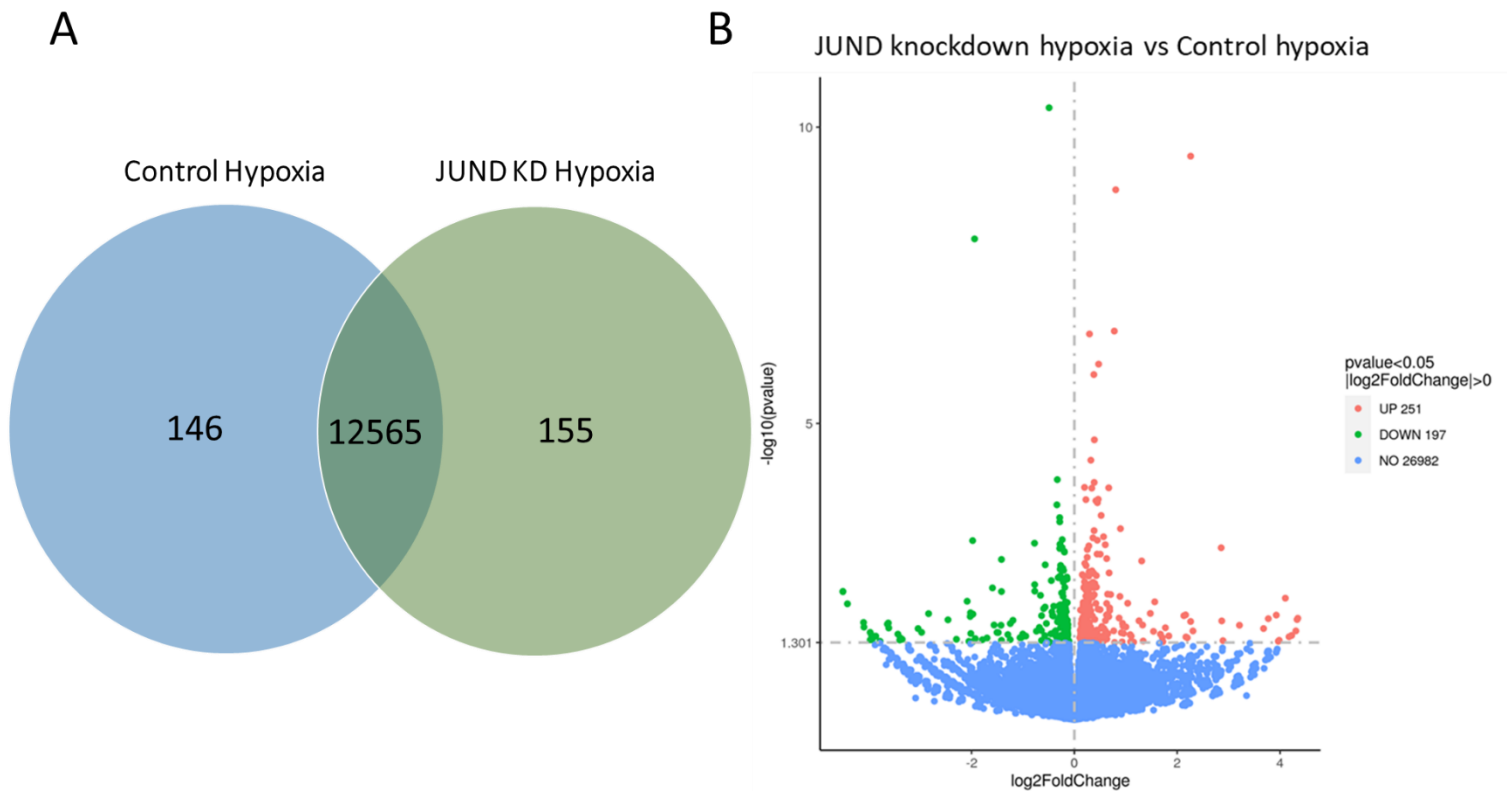 A
Control Hypoxia
JUND KD Hypoxia
146
12565
155
B
JUND knockdown hypoxia vs Control hypoxia
10
5
1.301
-log10(pvalue)
-2
0
2
4
log2FoldChange
pvalue<0.05
|log2FoldChange|>0
UP 251
DOWN 197
NO 26982